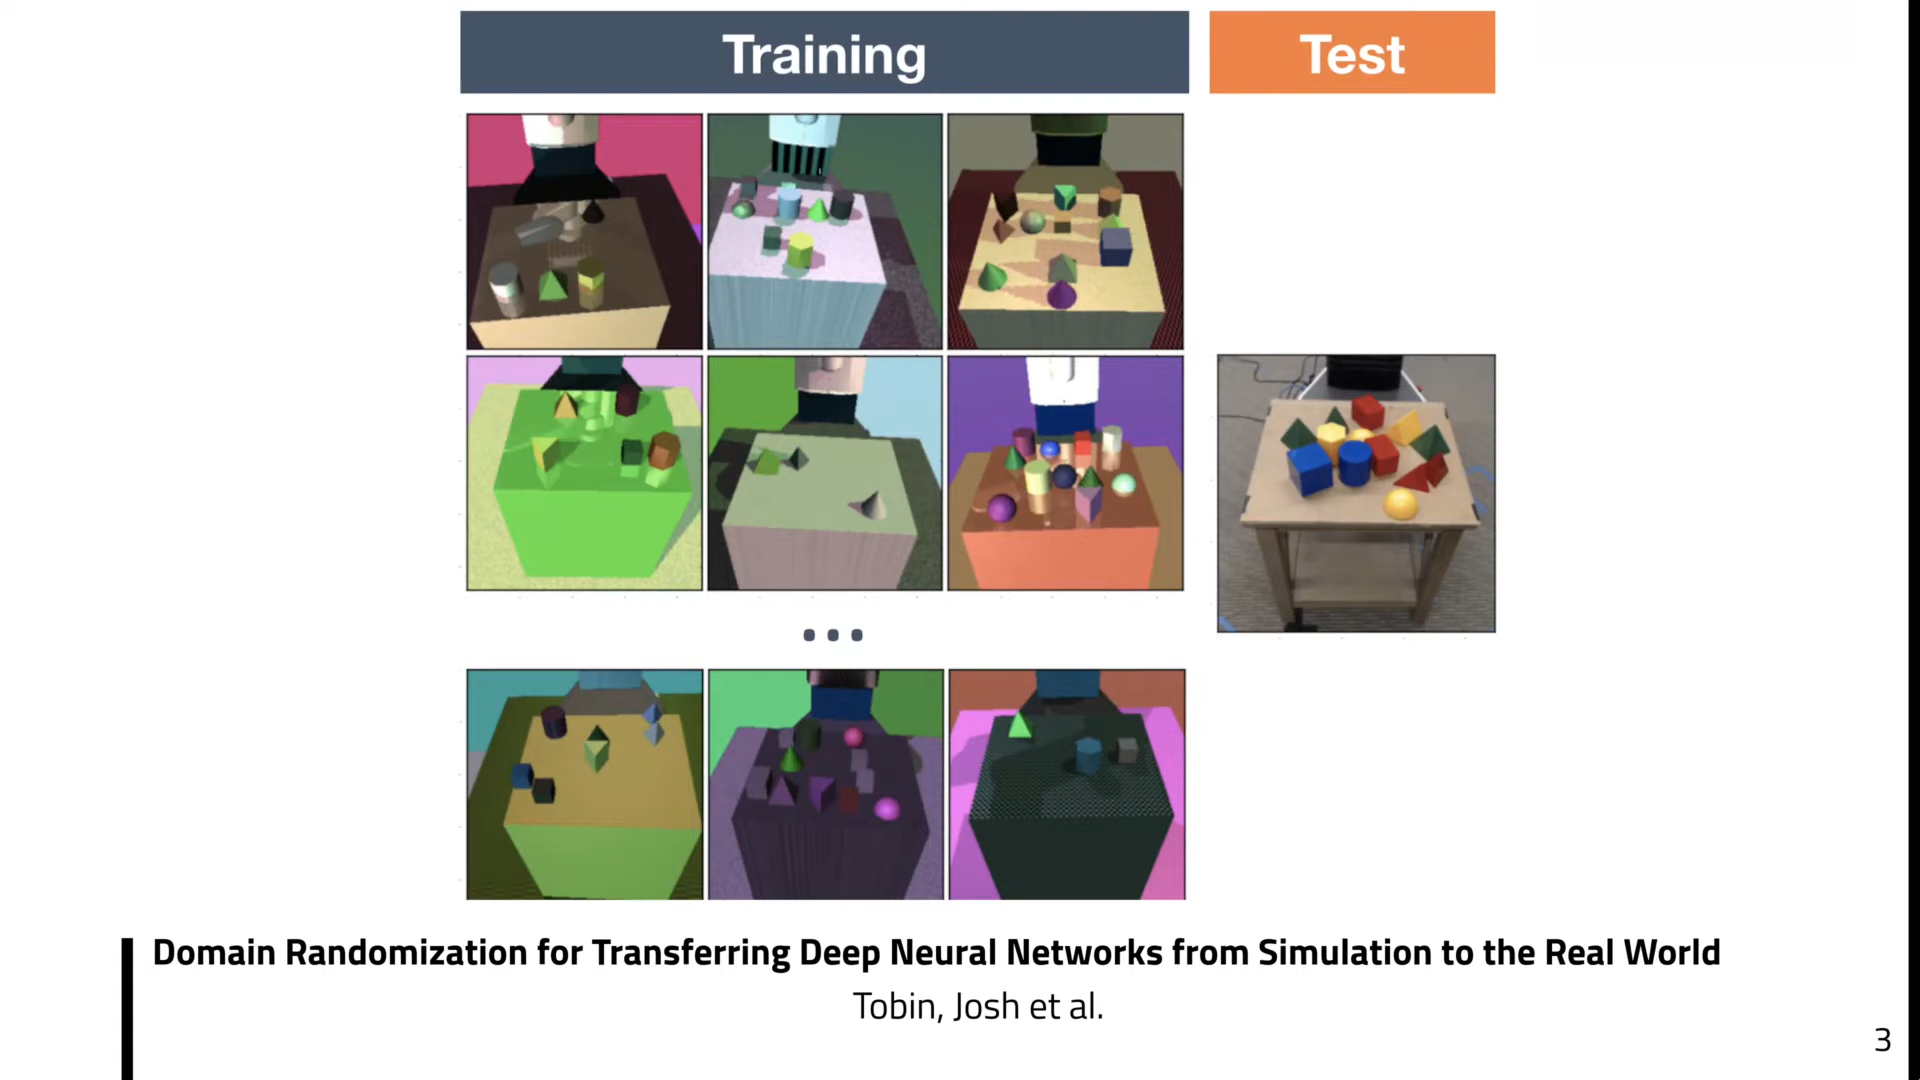 Training
Test
Domain Randomization for Transferring Deep Neural Networks from Simulation to the Real World
Tobin, Josh et al.
3